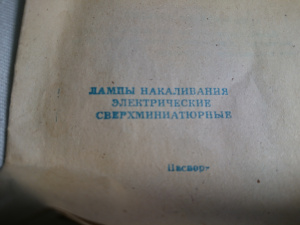 ЛАМПЫ НАКАЛИВАНИЯ
ЭЛЕКТРИЧЕСКИЕ
СВЕРХМИНИАТЮРНЫЕ
Паспорт